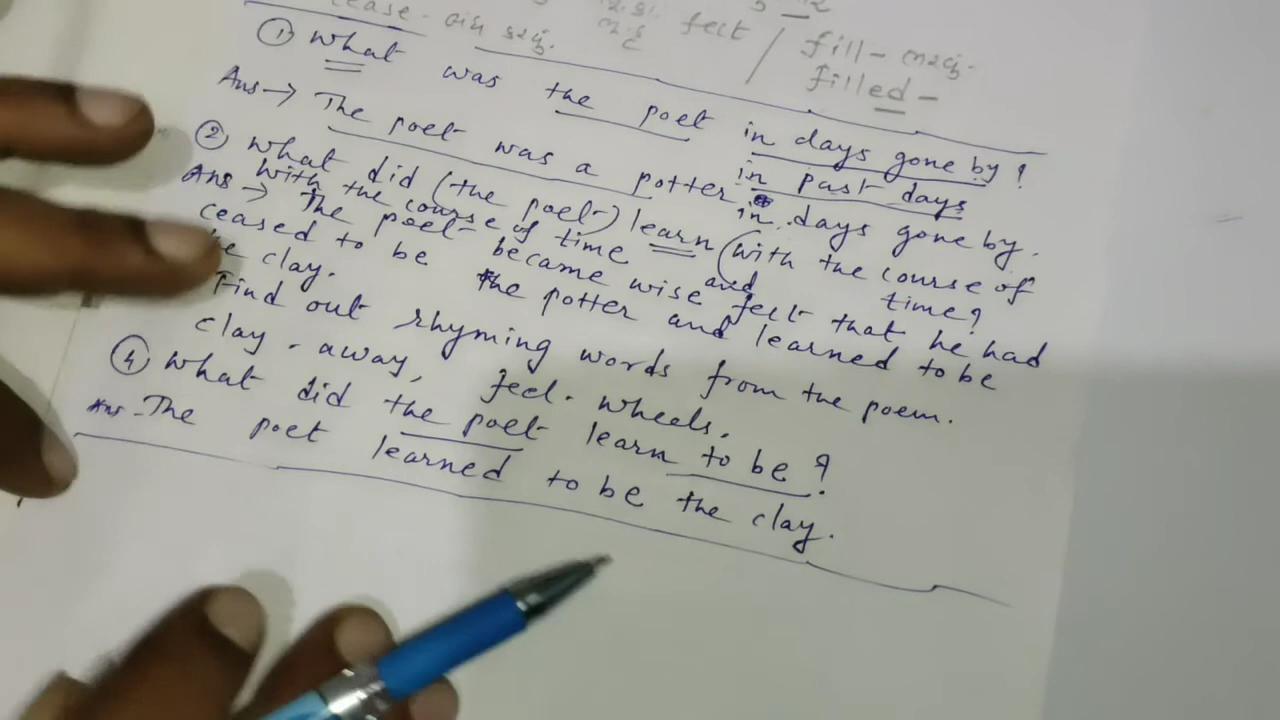 cease -
feet / fill -
filled -
① What was the poet in days gone by?
Ans → The poet was a potter in past days
in days gone by.
② What did (the poet) learn (with the course of time?
Ans → With the course of time and
The poet became wise felt that he had
ceased to be the potter and learned to be
the clay.
Find out rhyming words from the poem.
clay - away, feel - wheels.
④ What did the poet learn to be?
Ans - The poet learned to be the clay.